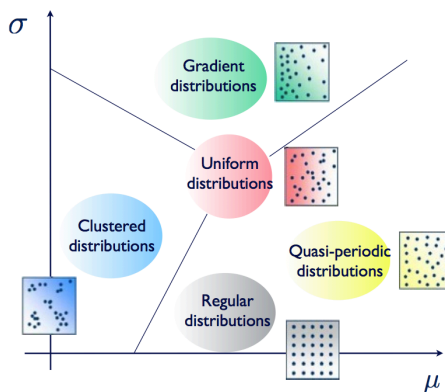 σ
Gradient
distributions
Uniform
distributions
Clustered
distributions
Quasi-periodic
distributions
Regular
distributions
μ